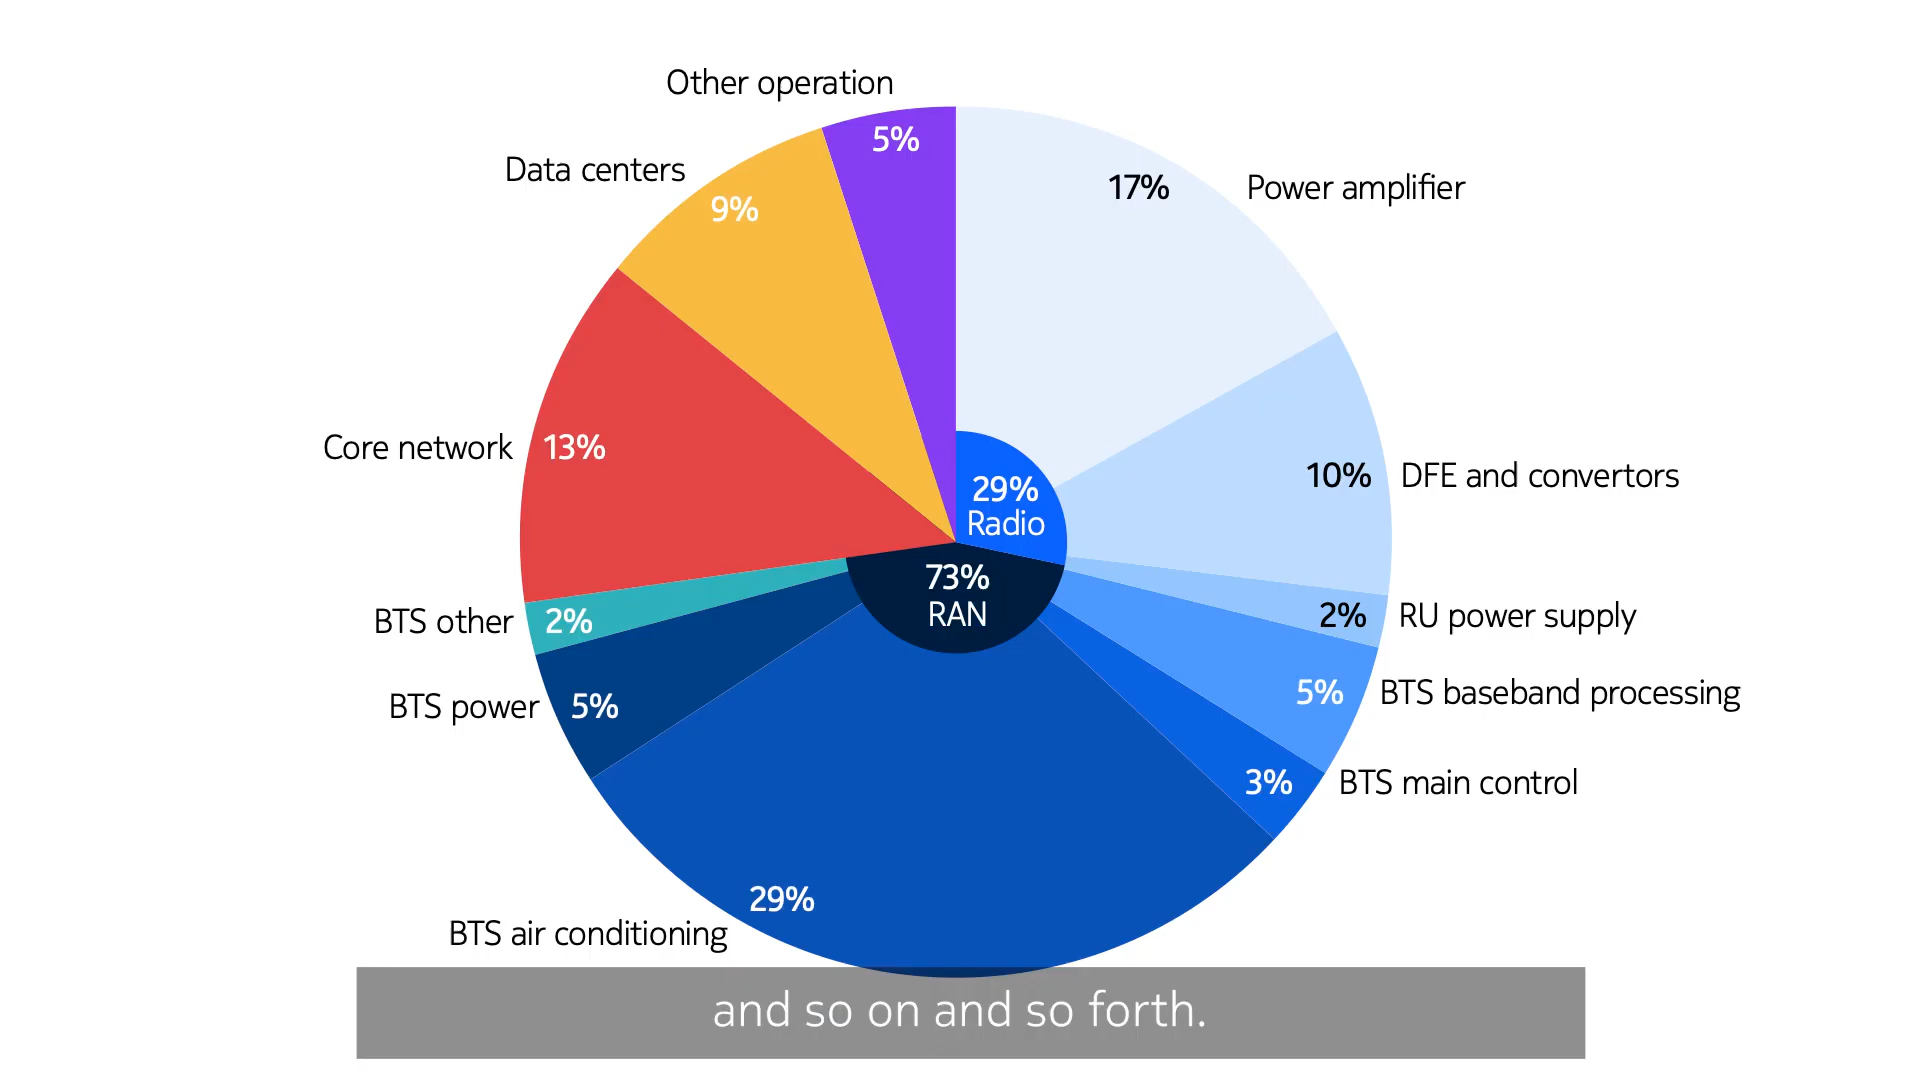 Other operation
5%
Data centers
9%
17%
Power amplifier
Core network
13%
29%
Radio
10%
DFE and convertors
73%
RAN
BTS other
2%
2%
RU power supply
BTS power
5%
5%
BTS baseband processing
3%
BTS main control
29%
BTS air conditioning
and so on and so forth.